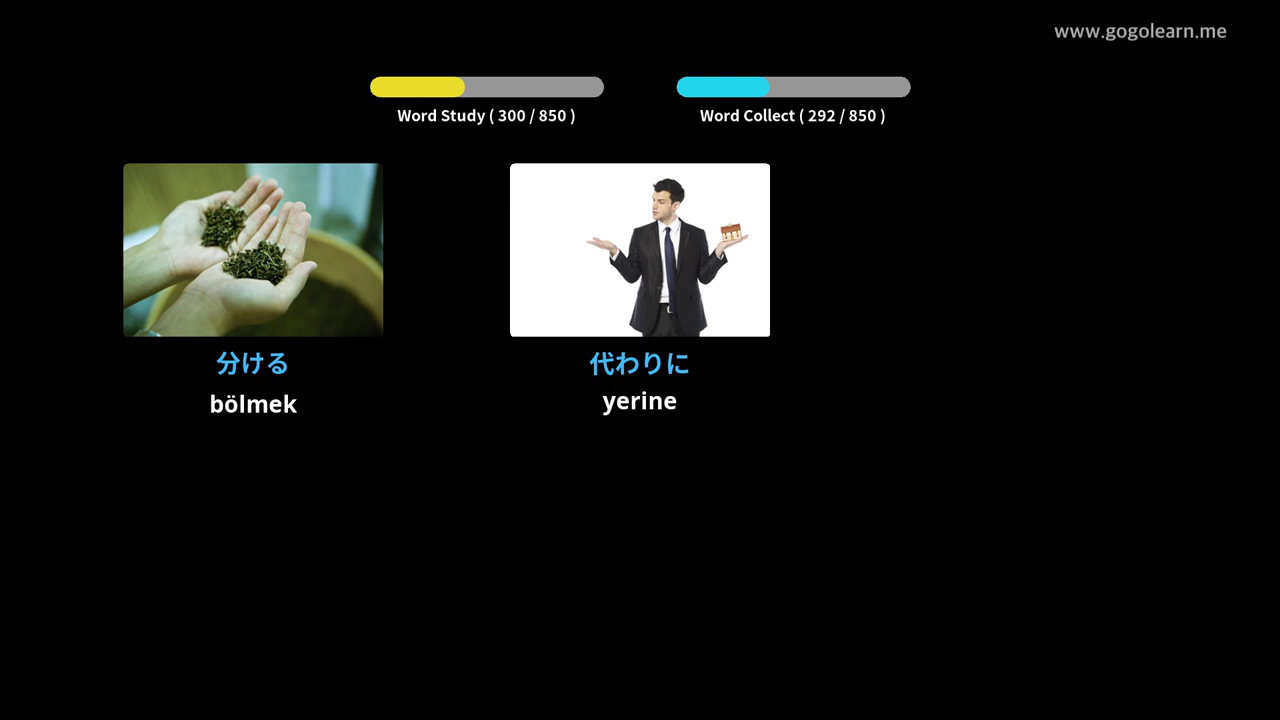 www.gogolearn.me
Word Study ( 300 / 850 )
Word Collect ( 292 / 850 )
分ける
bölmek
代わりに
yerine